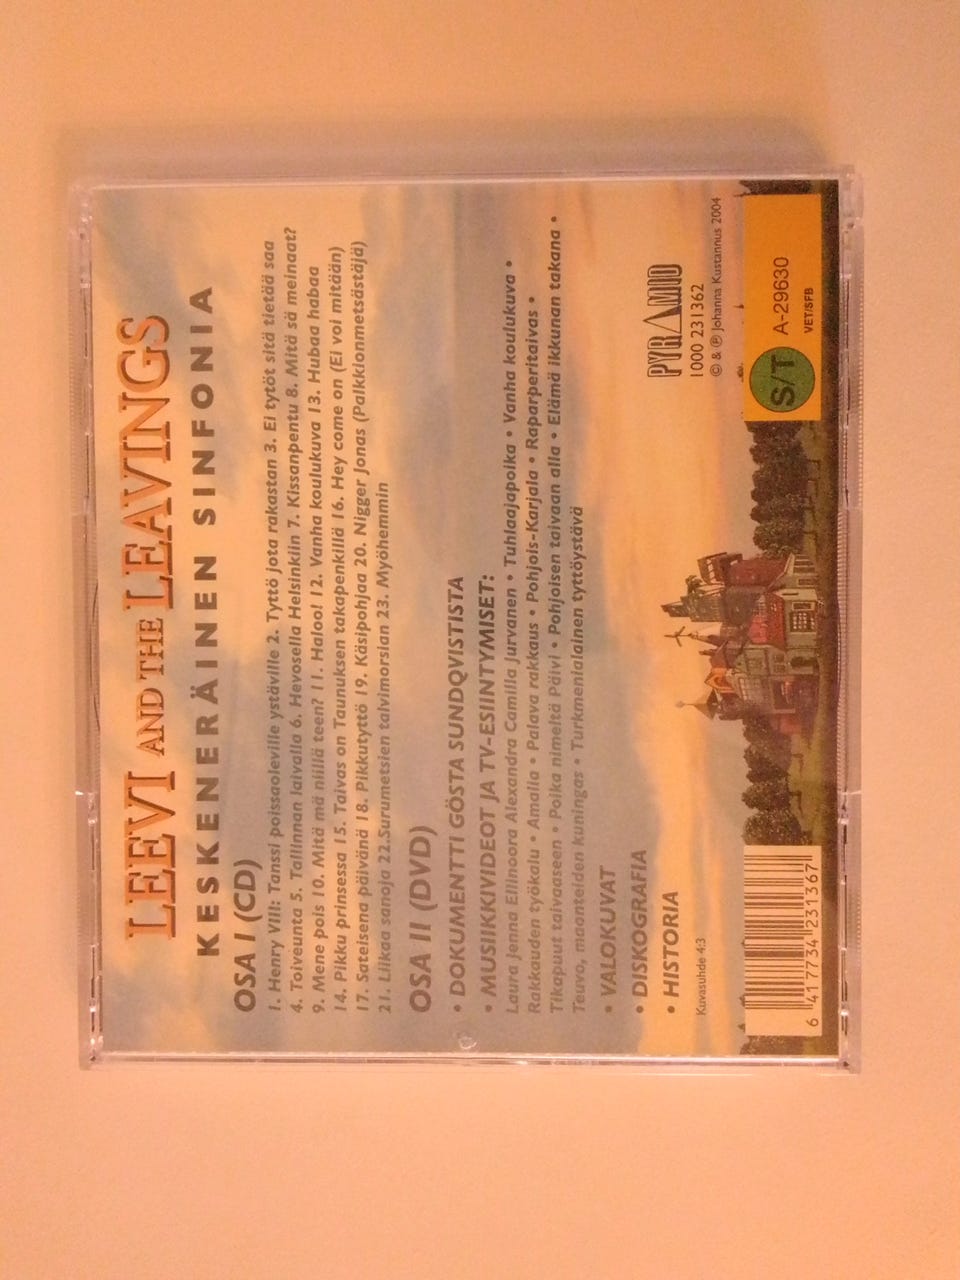 LEEVI AND THE LEAVINGS
KESKENERÄINEN SINFONIA
OSA I (CD)
1. Henry VIII: Tanssi poissaoleville ystäville 2. Tyttö jota rakastan 3. Ei tytöt sitä tietää saa
4. Toiveunta 5. Tallinnan laivalla 6. Hevosella Helsinkiin 7. Kissanpentu 8. Mitä sä meinaat?
9. Mene pois 10. Mitä mä niillä teen? 11. Haloo! 12. Vanha koulukuva 13. Hubaa habaa
14. Pikku prinsessa 15. Taivas on Taunuksen takapenkillä 16. Hey come on (Ei voi mitään)
17. Sateisena päivänä 18. Pikkutyttö 19. Käsipohjaa 20. Nigger Jonas (Palkkionmetsästäjä)
21. Liikaa sanoja 22.Surumetsien talvimorsian 23. Myöhemmin
OSA II (DVD)
• DOKUMENTTI GÖSTA SUNDQVISTISTA
• MUSIIKKIVIDEOT JA TV-ESIINTYMISET:
Laura Jenna Ellinoora Alexandra Camilla Jurvanen • Tuhlaajapoika • Vanha koulukuva •
Rakkauden työkalu • Amalia • Palava rakkaus • Pohjois-Karjala • Raparperitaivas •
Tikapuut taivaaseen • Poika nimeltä Päivi • Pohjoisen taivaan alla • Elämä ikkunan takana •
Teuvo, maanteiden kuningas • Turkmenialainen tyttöystävä
• VALOKUVAT
• DISKOGRAFIA
• HISTORIA
Kuvasuhde 4:3
PYRAMID
1000 231362
© & ℗ Johanna Kustannus 2004
6 417734 231367
S/T A-29630
VET/SFB